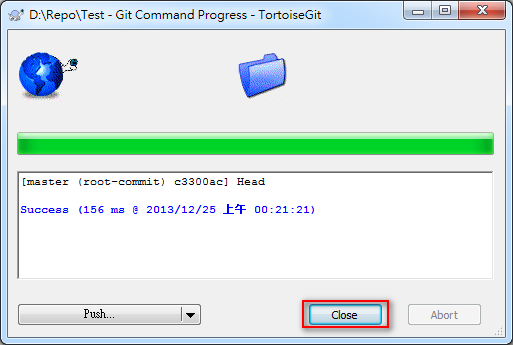 D:\Repo\Test - Git Command Progress - TortoiseGit
[master (root-commit) c3300ac] Head
Success (156 ms @ 2013/12/25 上午 00:21:21)
Push...
Close
Abort